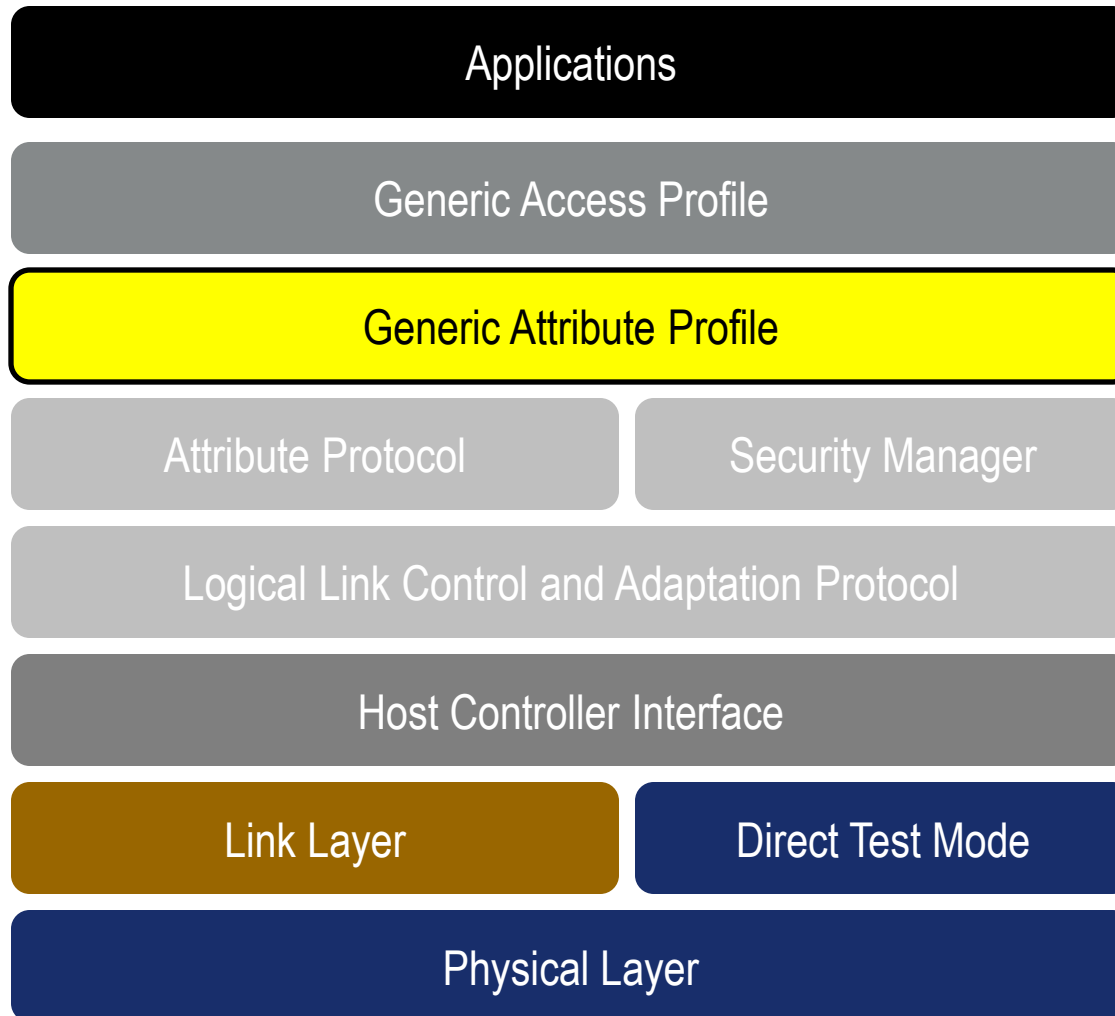 Applications
Generic Access Profile
Generic Attribute Profile
Attribute Protocol
Security Manager
Logical Link Control and Adaptation Protocol
Host Controller Interface
Link Layer
Direct Test Mode
Physical Layer